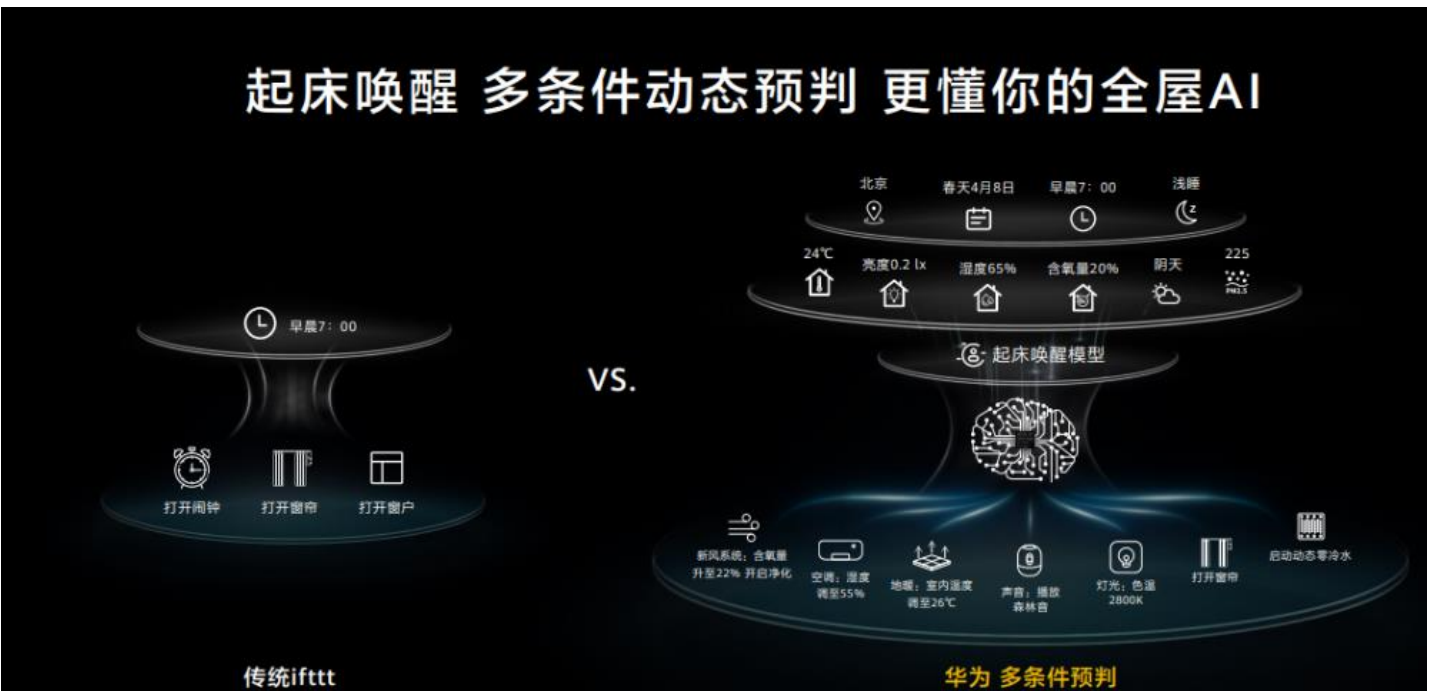 起床唤醒 多条件动态预判 更懂你的全屋AI
早晨7：00
打开闹钟
打开窗帘
打开窗户
传统ifttt
VS.
北京
春天4月8日
早晨7：00
浅睡
24℃
亮度0.2 lx
湿度65%
含氧量20%
阴天
225
PM2.5
起床唤醒模型
新风系统：含氧量
升至22% 开启净化
空调：湿度
调至55%
地暖：室内温度
调至26℃
声音：播放
森林音
灯光：色温
2800K
打开窗帘
启动动态零冷水
华为 多条件预判